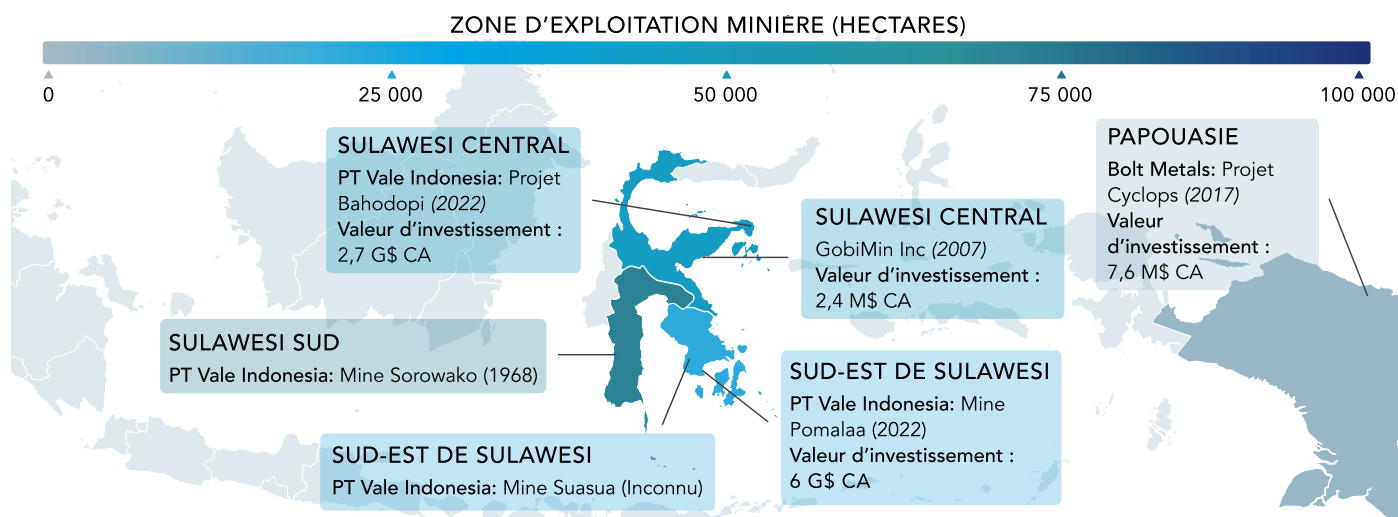 ZONE D'EXPLOITATION MINIÈRE (HECTARES)
0
25 000
50 000
75 000
100 000
SULAWESI CENTRAL
PT Vale Indonesia: Projet
Bahodopi (2022)
Valeur d'investissement :
2,7 G$ CA
SULAWESI CENTRAL
GobiMin Inc (2007)
Valeur d'investissement :
2,4 M$ CA
PAPOUASIE
Bolt Metals: Projet
Cyclops (2017)
Valeur
d'investissement :
7,6 M$ CA
SULAWESI SUD
PT Vale Indonesia: Mine Sorowako (1968)
SUD-EST DE SULAWESI
PT Vale Indonesia: Mine
Pomalaa (2022)
Valeur d'investissement :
6 G$ CA
SUD-EST DE SULAWESI
PT Vale Indonesia: Mine Suasua (Inconnu)